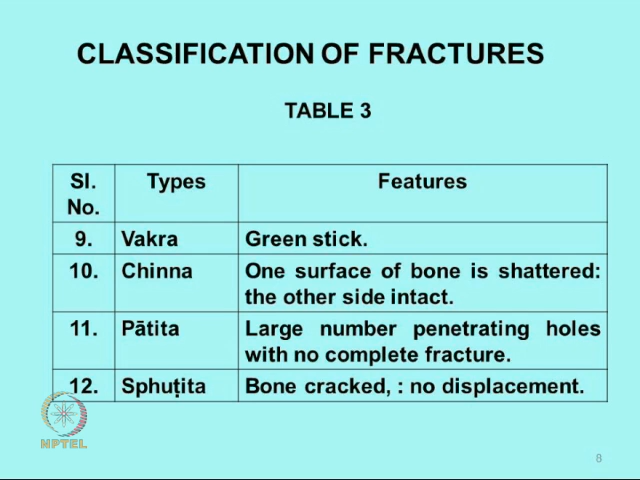 CLASSIFICATION OF FRACTURES
TABLE 3
Sl. No. Types Features
9. Vakra Green stick.
10. Chinna One surface of bone is shattered:
the other side intact.
11. Pātita Large number penetrating holes
with no complete fracture.
12. Sphuṭita Bone cracked, : no displacement.
NPTEL
8